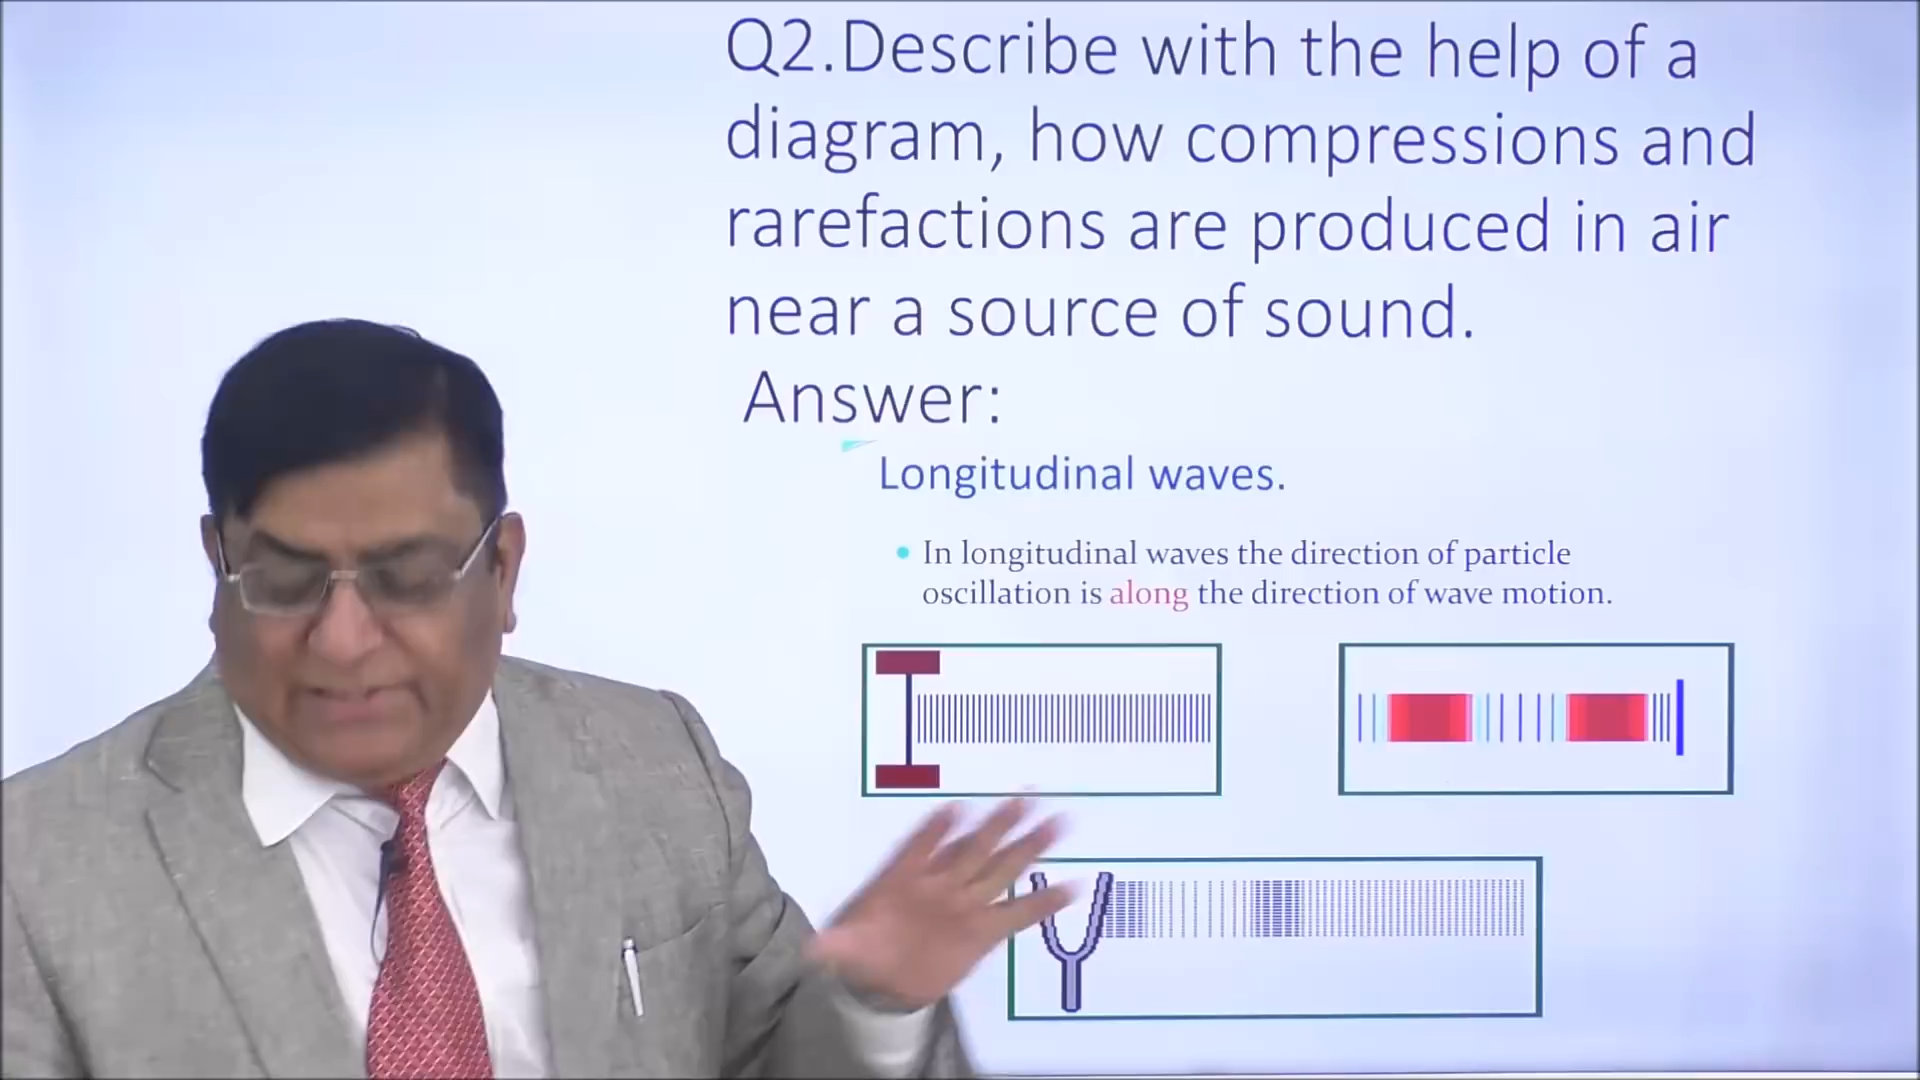 Q2.Describe with the help of a
diagram, how compressions and
rarefactions are produced in air
near a source of sound.
Answer:
Longitudinal waves.
• In longitudinal waves the direction of particle
oscillation is along the direction of wave motion.